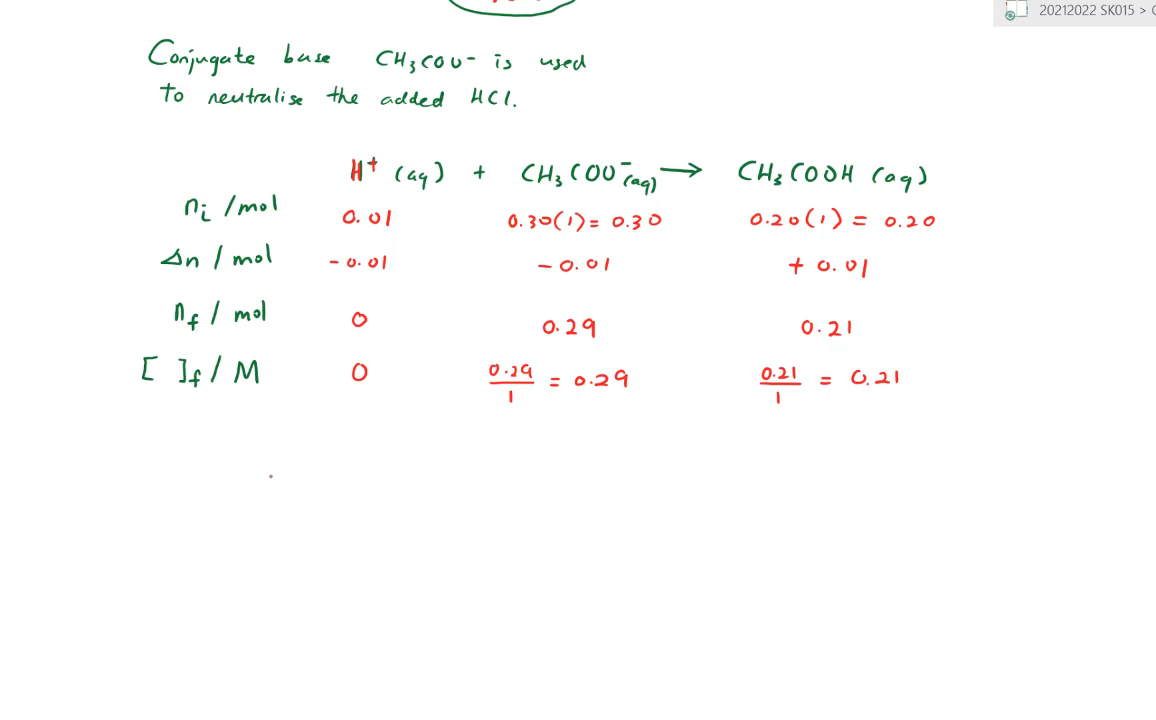 20212022 SK015 >
Conjugate base CH₃COO⁻ is used
to neutralise the added HCl.
H⁺ (aq) + CH₃COO⁻(aq) → CH₃COOH (aq)
nᵢ /mol 0.01 0.30(1) = 0.30 0.20(1) = 0.20
Δn / mol - 0.01 - 0.01 + 0.01
n_f / mol 0 0.29 0.21
[ ]_f / M 0 0.29/1 = 0.29 0.21/1 = 0.21